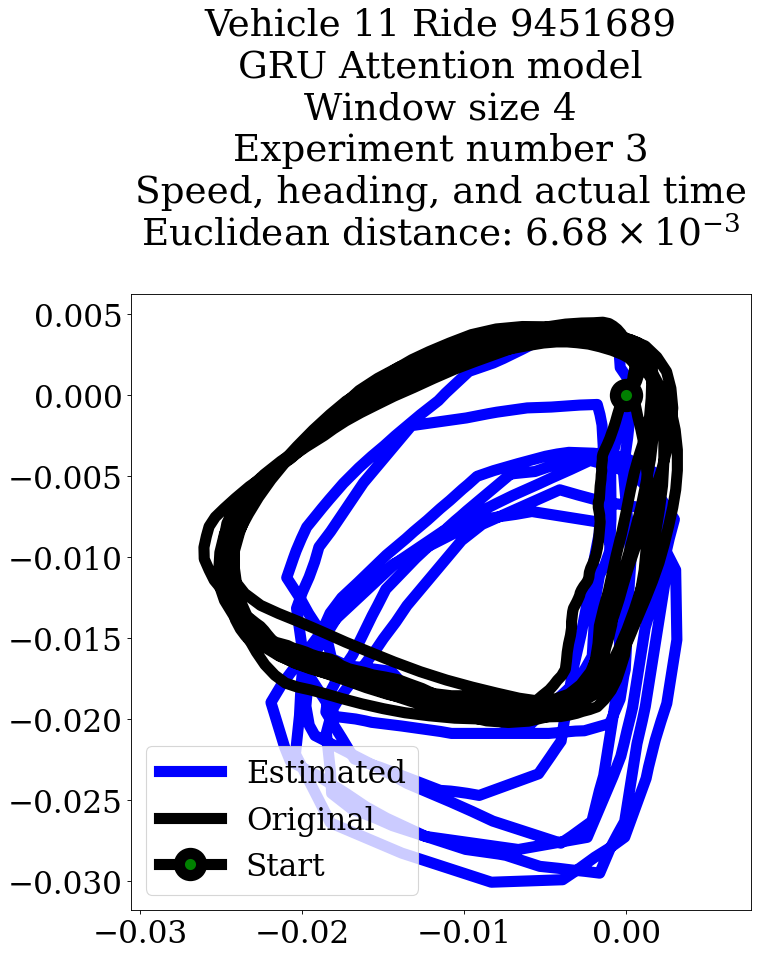 Vehicle 11 Ride 9451689
GRU Attention model
Window size 4
Experiment number 3
Speed, heading, and actual time
Euclidean distance: 6.68 × 10⁻³
0.005
0.000
−0.005
−0.010
−0.015
−0.020
−0.025
−0.030
Estimated
Original
Start
−0.03
−0.02
−0.01
0.00